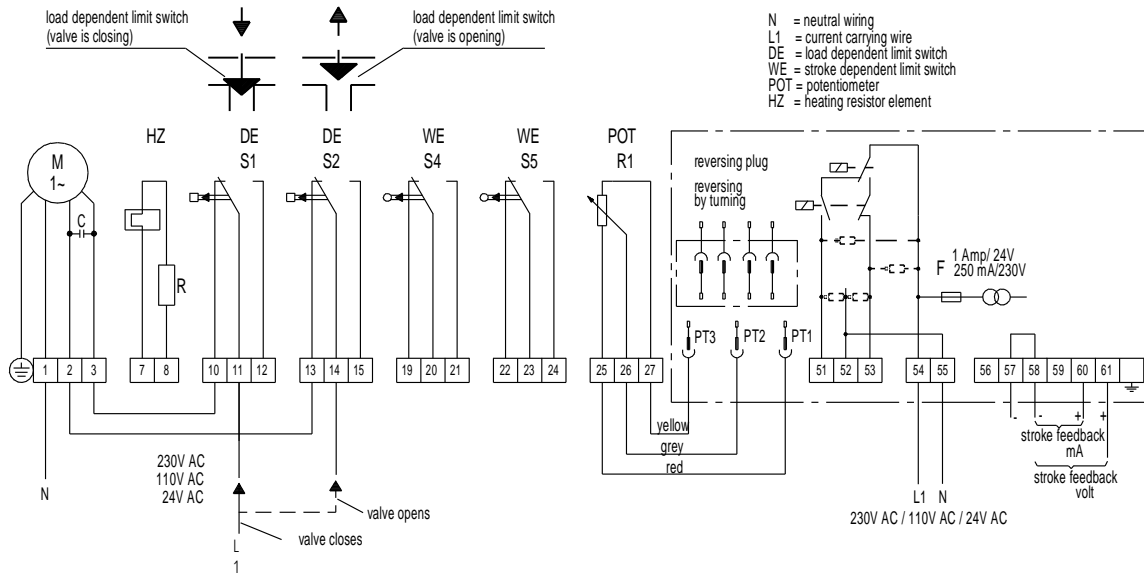 load dependent limit switch
(valve is closing)
load dependent limit switch
(valve is opening)
N = neutral wiring
L1 = current carrying wire
DE = load dependent limit switch
WE = stroke dependent limit switch
POT = potentiometer
HZ = heating resistor element
HZ
DE
S1
DE
S2
WE
S4
WE
S5
POT
R1
M
1~
C
R
reversing plug
reversing
by turning
F
1 Amp/ 24V
250 mA/230V
PT3
PT2
PT1
1 2 3
7 8
10 11 12
13 14 15
19 20 21
22 23 24
25 26 27
51 52 53
54 55
56 57 58 59 60 61
yellow
grey
red
- - + +
stroke feedback
mA
stroke feedback
volt
230V AC
110V AC
24V AC
N
valve opens
valve closes
L
1
L1 N
230V AC / 110V AC / 24V AC